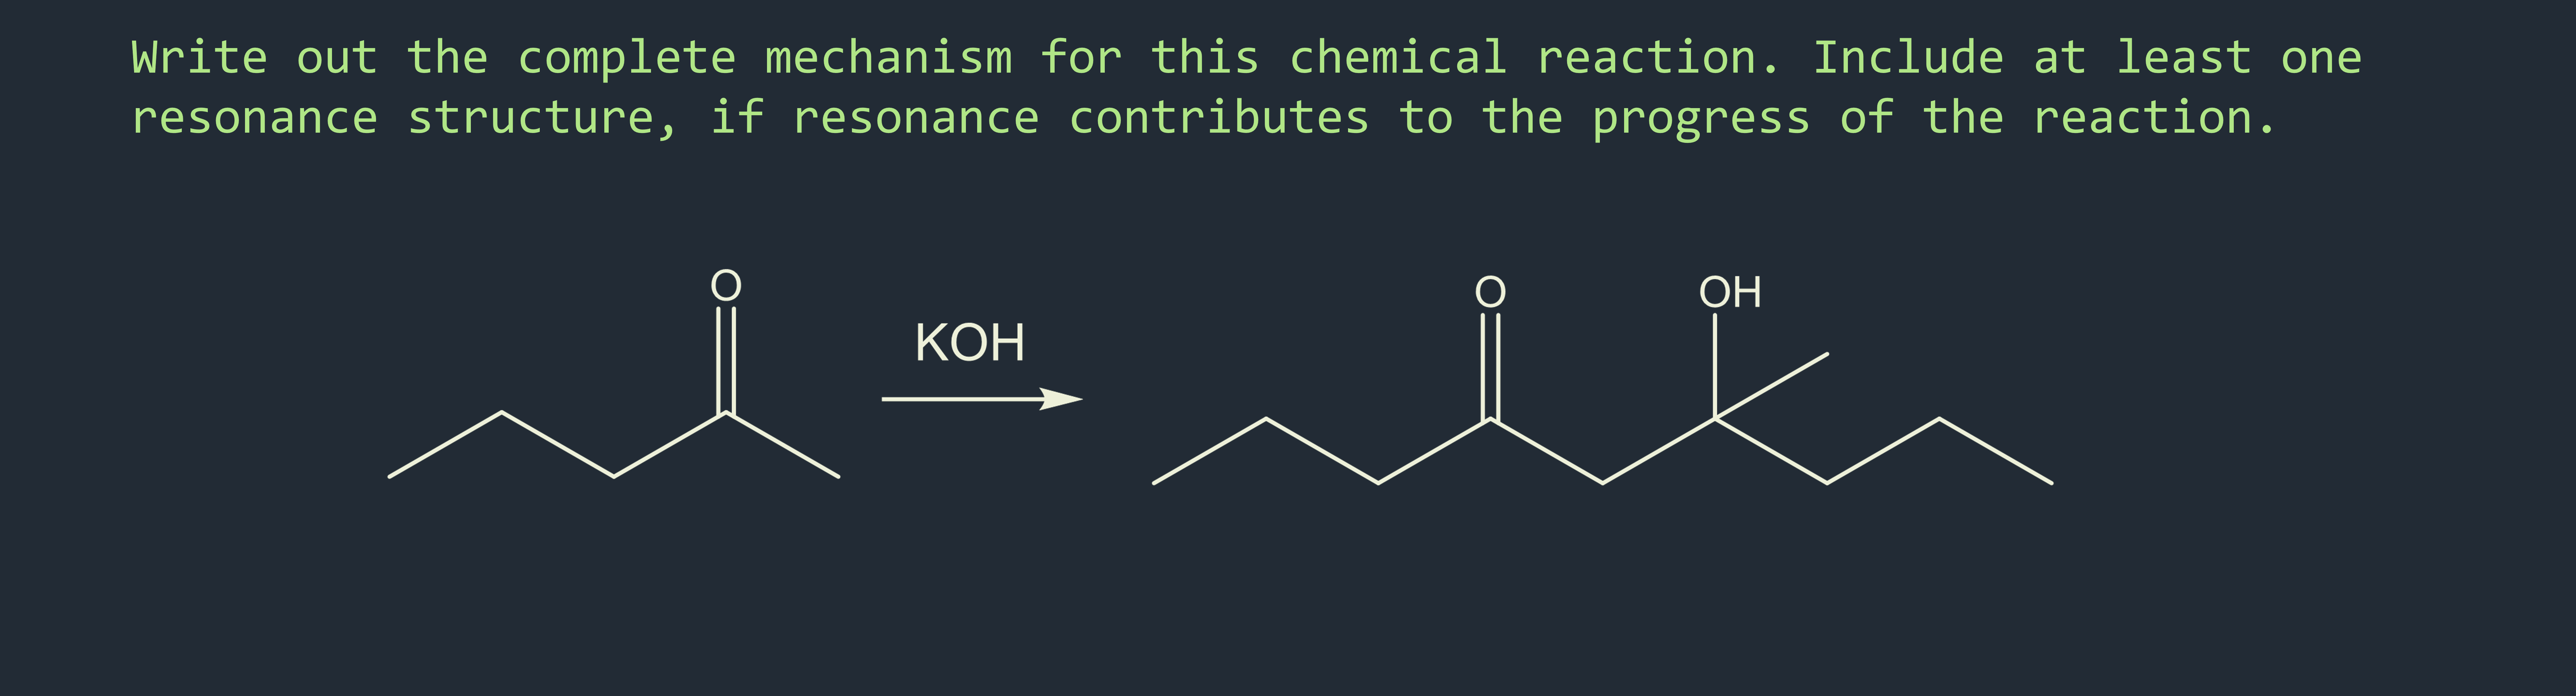 Write out the complete mechanism for this chemical reaction. Include at least one
resonance structure, if resonance contributes to the progress of the reaction.
O
O
OH
KOH